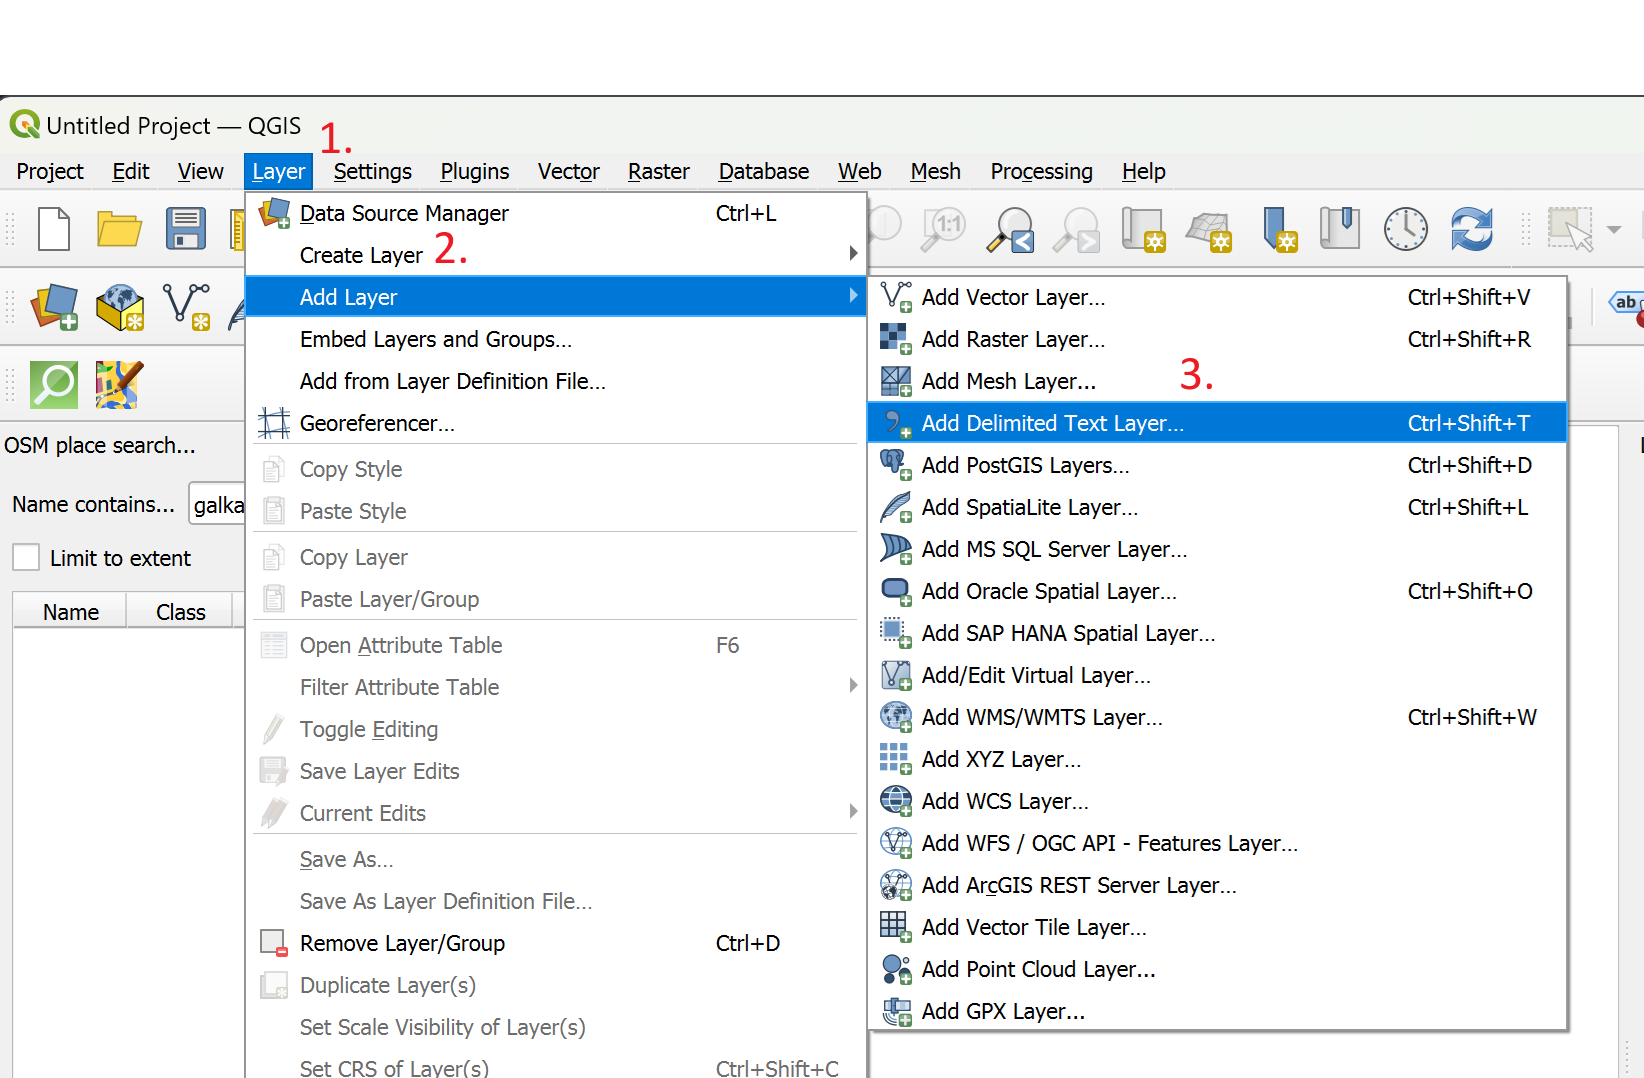 Untitled Project — QGIS
1.
Project Edit View Layer Settings Plugins Vector Raster Database Web Mesh Processing Help
Data Source Manager Ctrl+L
1:1
Create Layer
2.
ab
Add Layer
Add Vector Layer... Ctrl+Shift+V
Embed Layers and Groups...
Add Raster Layer... Ctrl+Shift+R
Add from Layer Definition File...
Add Mesh Layer...
3.
Georeferencer...
Add Delimited Text Layer... Ctrl+Shift+T
OSM place search...
Copy Style
Add PostGIS Layers... Ctrl+Shift+D
Name contains... galka
Paste Style
Add SpatiaLite Layer... Ctrl+Shift+L
Limit to extent
Copy Layer
Add MS SQL Server Layer...
Paste Layer/Group
Add Oracle Spatial Layer... Ctrl+Shift+O
Name Class
Add SAP HANA Spatial Layer...
Open Attribute Table F6
Filter Attribute Table
Add/Edit Virtual Layer...
Toggle Editing
Add WMS/WMTS Layer... Ctrl+Shift+W
Save Layer Edits
Add XYZ Layer...
Current Edits
Add WCS Layer...
Save As...
Add WFS / OGC API - Features Layer...
Save As Layer Definition File...
Add ArcGIS REST Server Layer...
Remove Layer/Group Ctrl+D
Add Vector Tile Layer...
Duplicate Layer(s)
Add Point Cloud Layer...
Set Scale Visibility of Layer(s)
Add GPX Layer...
Set CRS of Layer(s) Ctrl+Shift+C